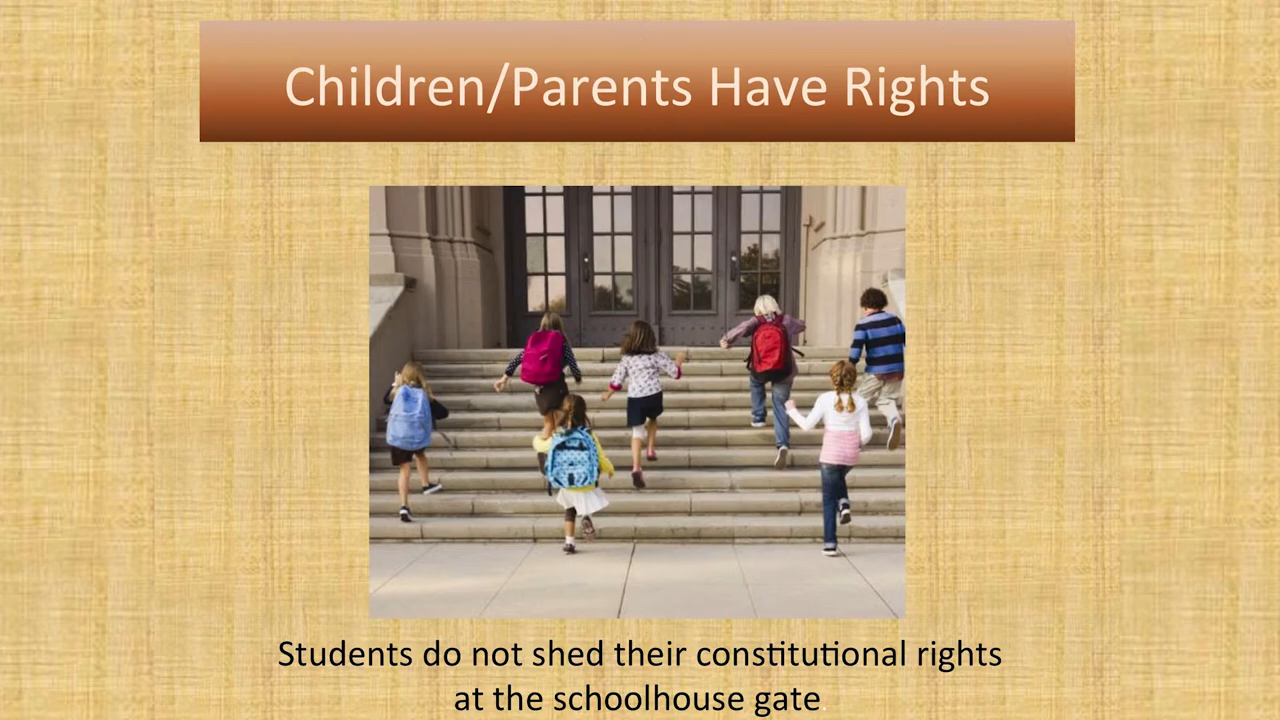 Children/Parents Have Rights
Students do not shed their constitutional rights
at the schoolhouse gate